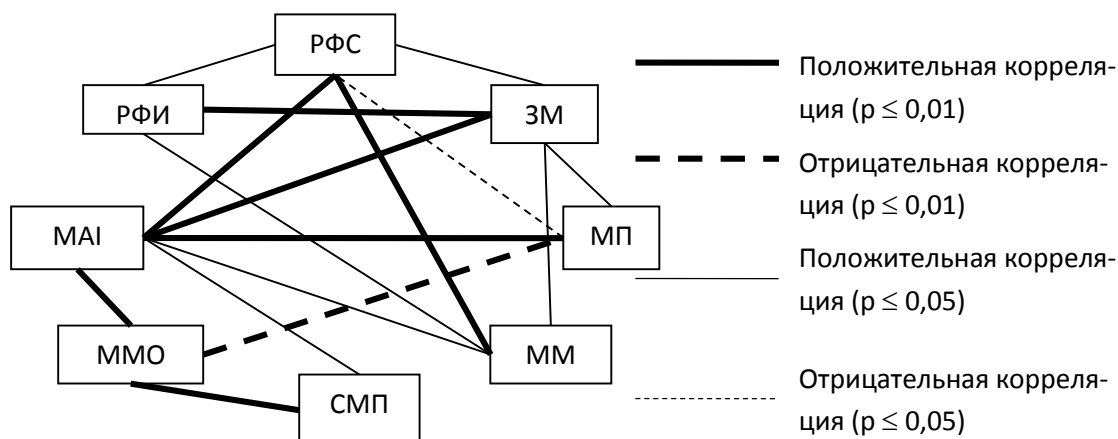 РФС
РФИ
ЗМ
MAI
МП
ММО
ММ
СМП
Положительная корреля-
ция (p ≤ 0,01)
Отрицательная корреля-
ция (p ≤ 0,01)
Положительная корреля-
ция (p ≤ 0,05)
Отрицательная корреля-
ция (p ≤ 0,05)